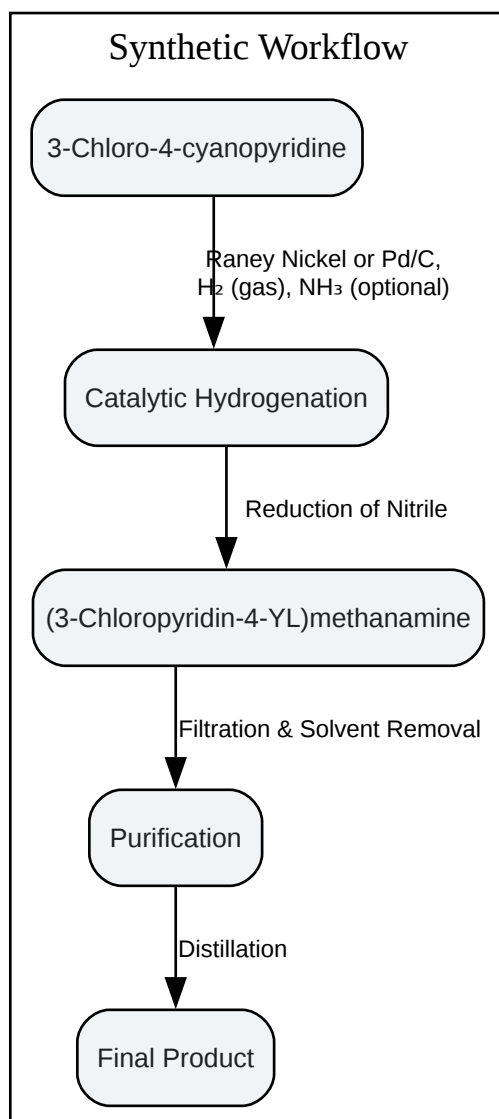 Synthetic Workflow
3-Chloro-4-cyanopyridine
Raney Nickel or Pd/C,
H₂ (gas), NH₃ (optional)
Catalytic Hydrogenation
Reduction of Nitrile
(3-Chloropyridin-4-YL)methanamine
Filtration & Solvent Removal
Purification
Distillation
Final Product